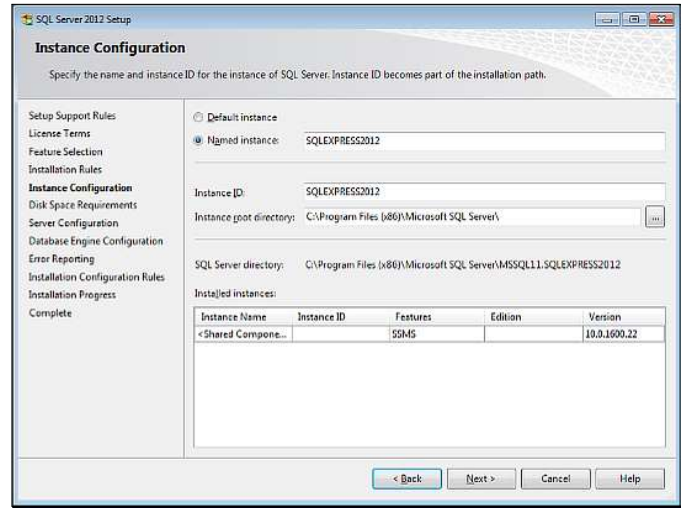 SQL Server 2012 Setup
Instance Configuration
Specify the name and instance ID for the instance of SQL Server. Instance ID becomes part of the installation path.
Setup Support Rules
License Terms
Feature Selection
Installation Rules
Instance Configuration
Disk Space Requirements
Server Configuration
Database Engine Configuration
Error Reporting
Installation Configuration Rules
Installation Progress
Complete
Default instance
Named instance: SQLEXPRESS2012
Instance ID: SQLEXPRESS2012
Instance root directory: C:\Program Files (x86)\Microsoft SQL Server\ ...
SQL Server directory: C:\Program Files (x86)\Microsoft SQL Server\MSSQL11.SQLEXPRESS2012
Installed instances:
Instance Name Instance ID Features Edition Version
<Shared Compone... SSMS 10.0.1600.22
< Back Next > Cancel Help